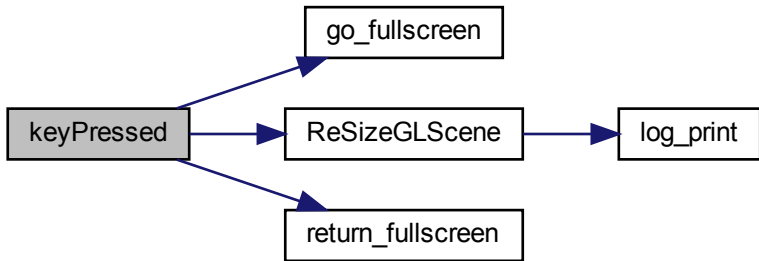 go_fullscreen
keyPressed
ReSizeGLScene
log_print
return_fullscreen